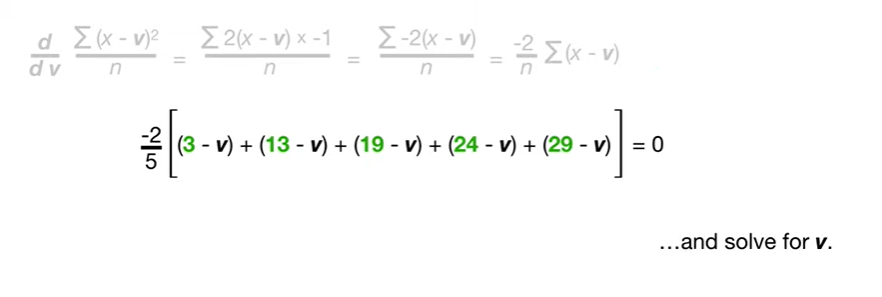 d/dv Σ(x - v)²/n = Σ2(x - v) × -1/n = Σ-2(x - v)/n = -2/n Σ(x - v)
-2/5 [(3 - v) + (13 - v) + (19 - v) + (24 - v) + (29 - v)] = 0
...and solve for v.